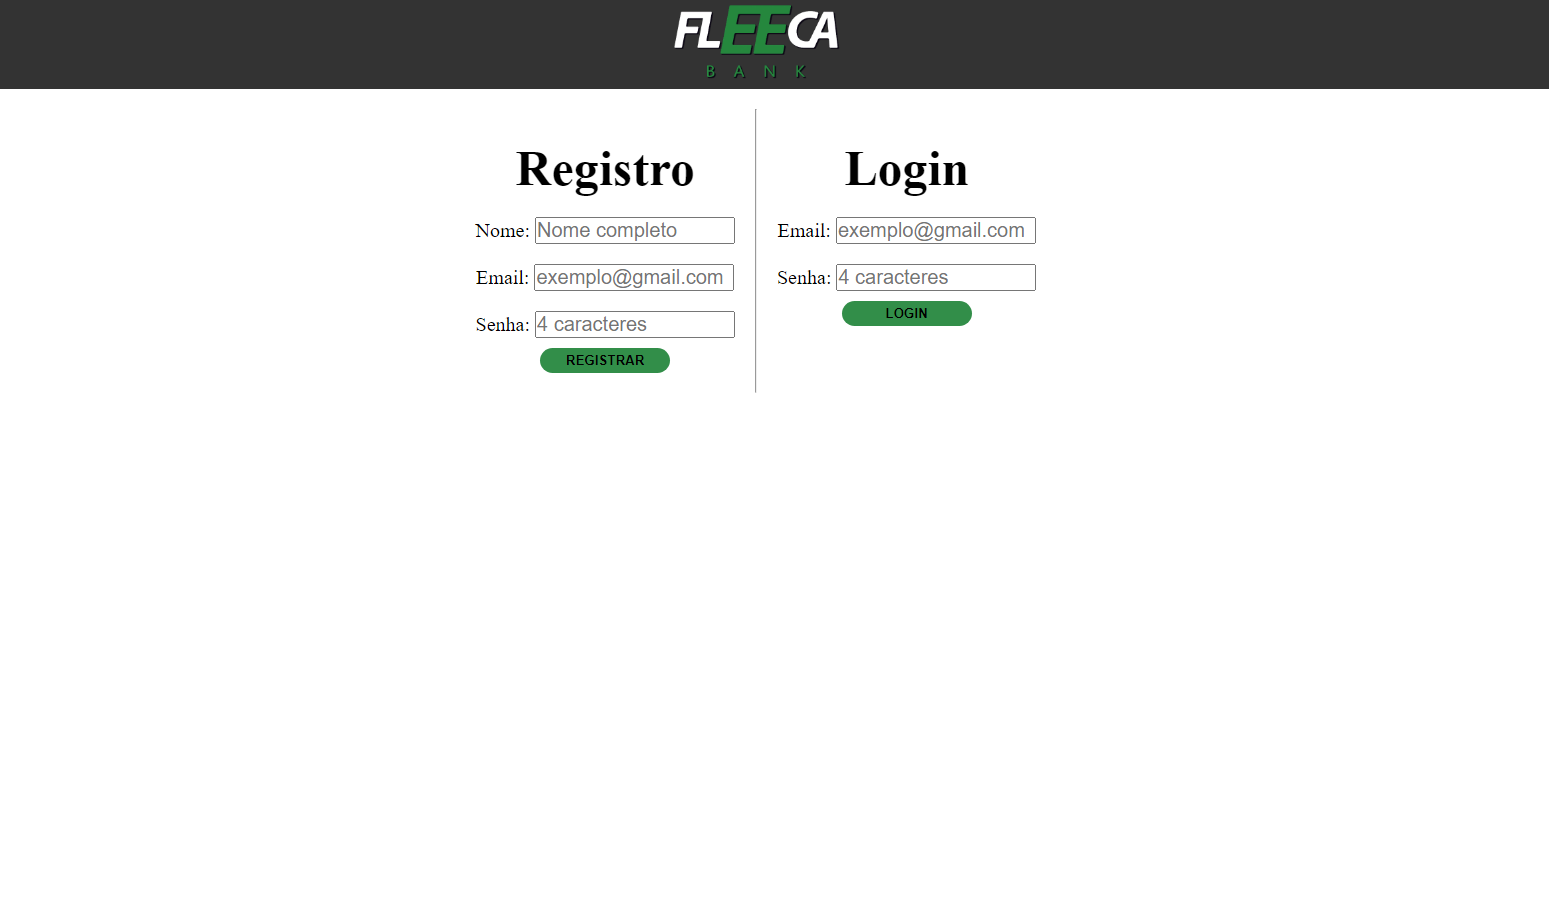 FLEECA
BANK
Registro
Nome: Nome completo
Email: exemplo@gmail.com
Senha: 4 caracteres
REGISTRAR
Login
Email: exemplo@gmail.com
Senha: 4 caracteres
LOGIN